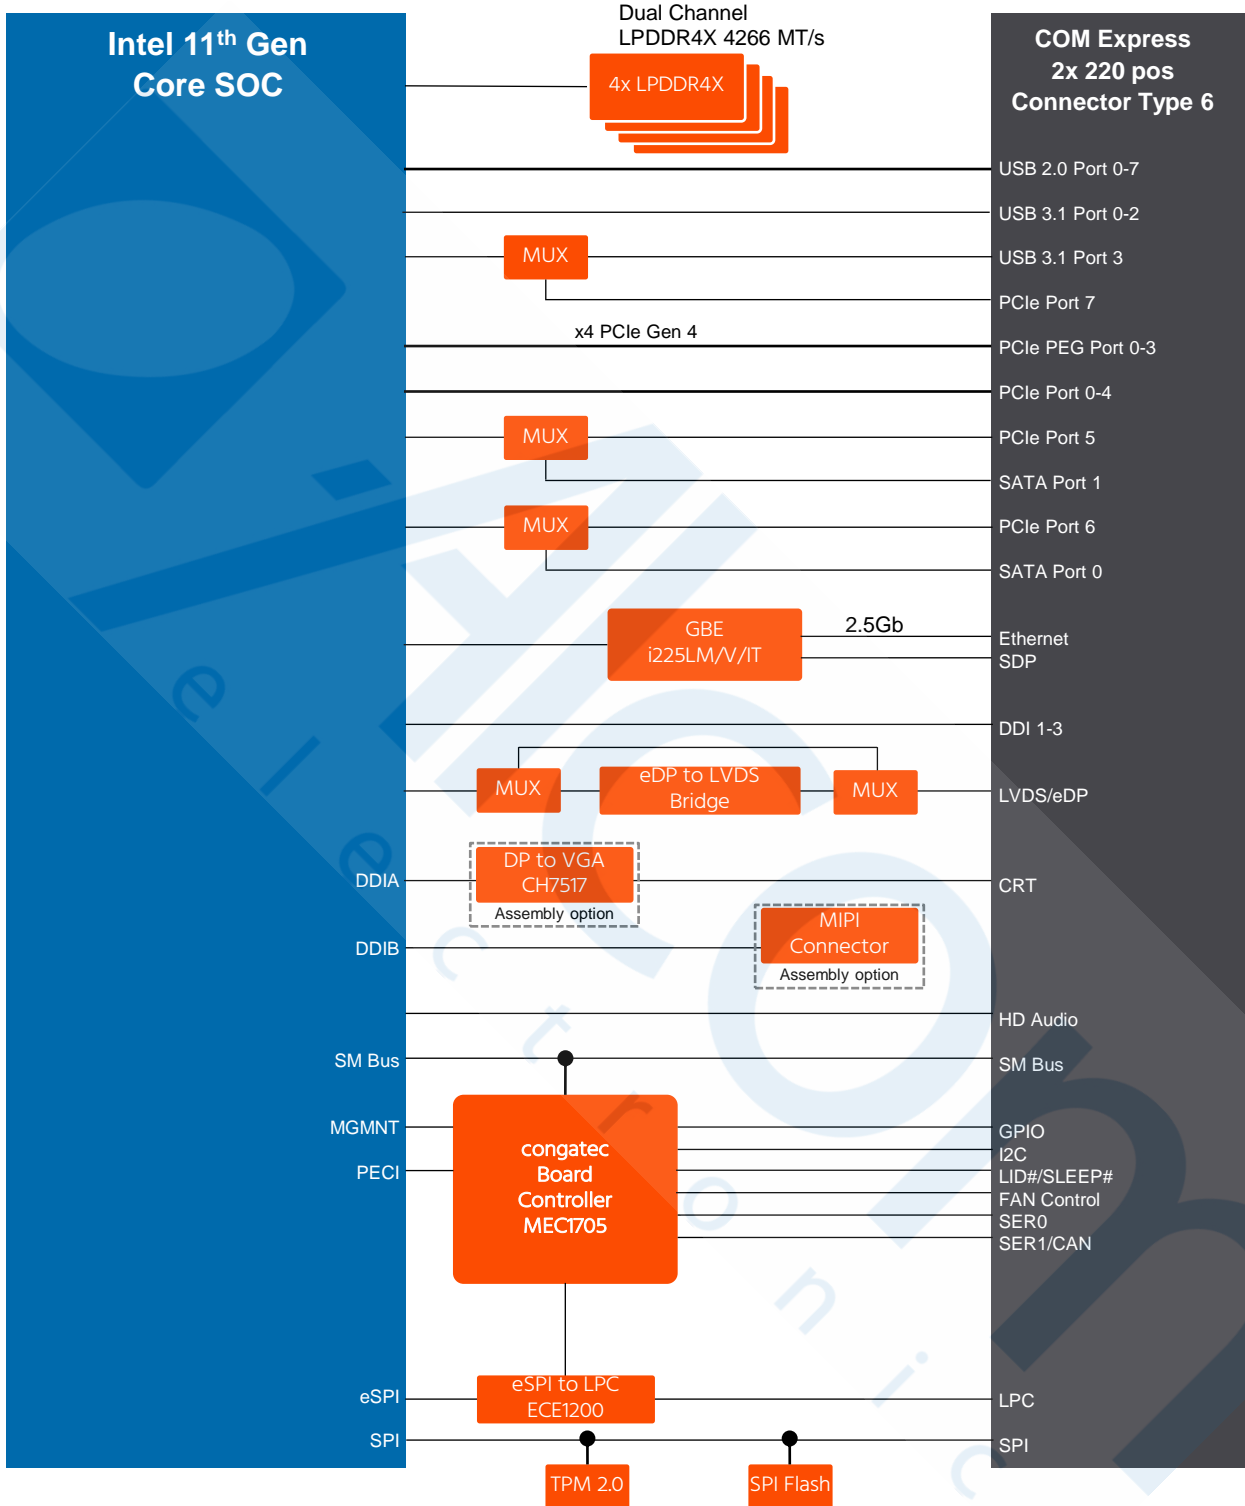 Dual Channel
LPDDR4X 4266 MT/s
Intel 11th Gen
Core SOC
4x LPDDR4X
COM Express
2x 220 pos
Connector Type 6
USB 2.0 Port 0-7
USB 3.1 Port 0-2
MUX
USB 3.1 Port 3
PCIe Port 7
x4 PCIe Gen 4
PCIe PEG Port 0-3
PCIe Port 0-4
MUX
PCIe Port 5
SATA Port 1
MUX
PCIe Port 6
SATA Port 0
GBE
i225LM/V/IT
2.5Gb
Ethernet
SDP
DDI 1-3
MUX
eDP to LVDS
Bridge
MUX
LVDS/eDP
DDIA
DP to VGA
CH7517
Assembly option
CRT
DDIB
MIPI
Connector
Assembly option
HD Audio
SM Bus
SM Bus
MGMNT
PECI
congatec
Board
Controller
MEC1705
GPIO
I2C
LID#/SLEEP#
FAN Control
SER0
SER1/CAN
eSPI
eSPI to LPC
ECE1200
LPC
SPI
SPI
TPM 2.0
SPI Flash
AICOm
electronic